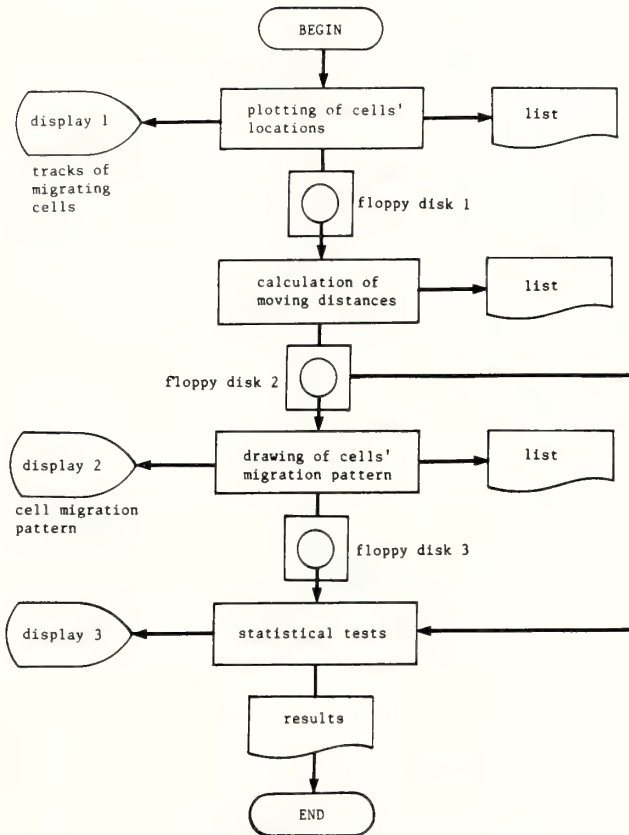 BEGIN
display 1
plotting of cells'
locations
list
tracks of
migrating
cells
floppy disk 1
calculation of
moving distances
list
floppy disk 2
display 2
drawing of cells'
migration pattern
list
cell migration
pattern
floppy disk 3
display 3
statistical tests
results
END